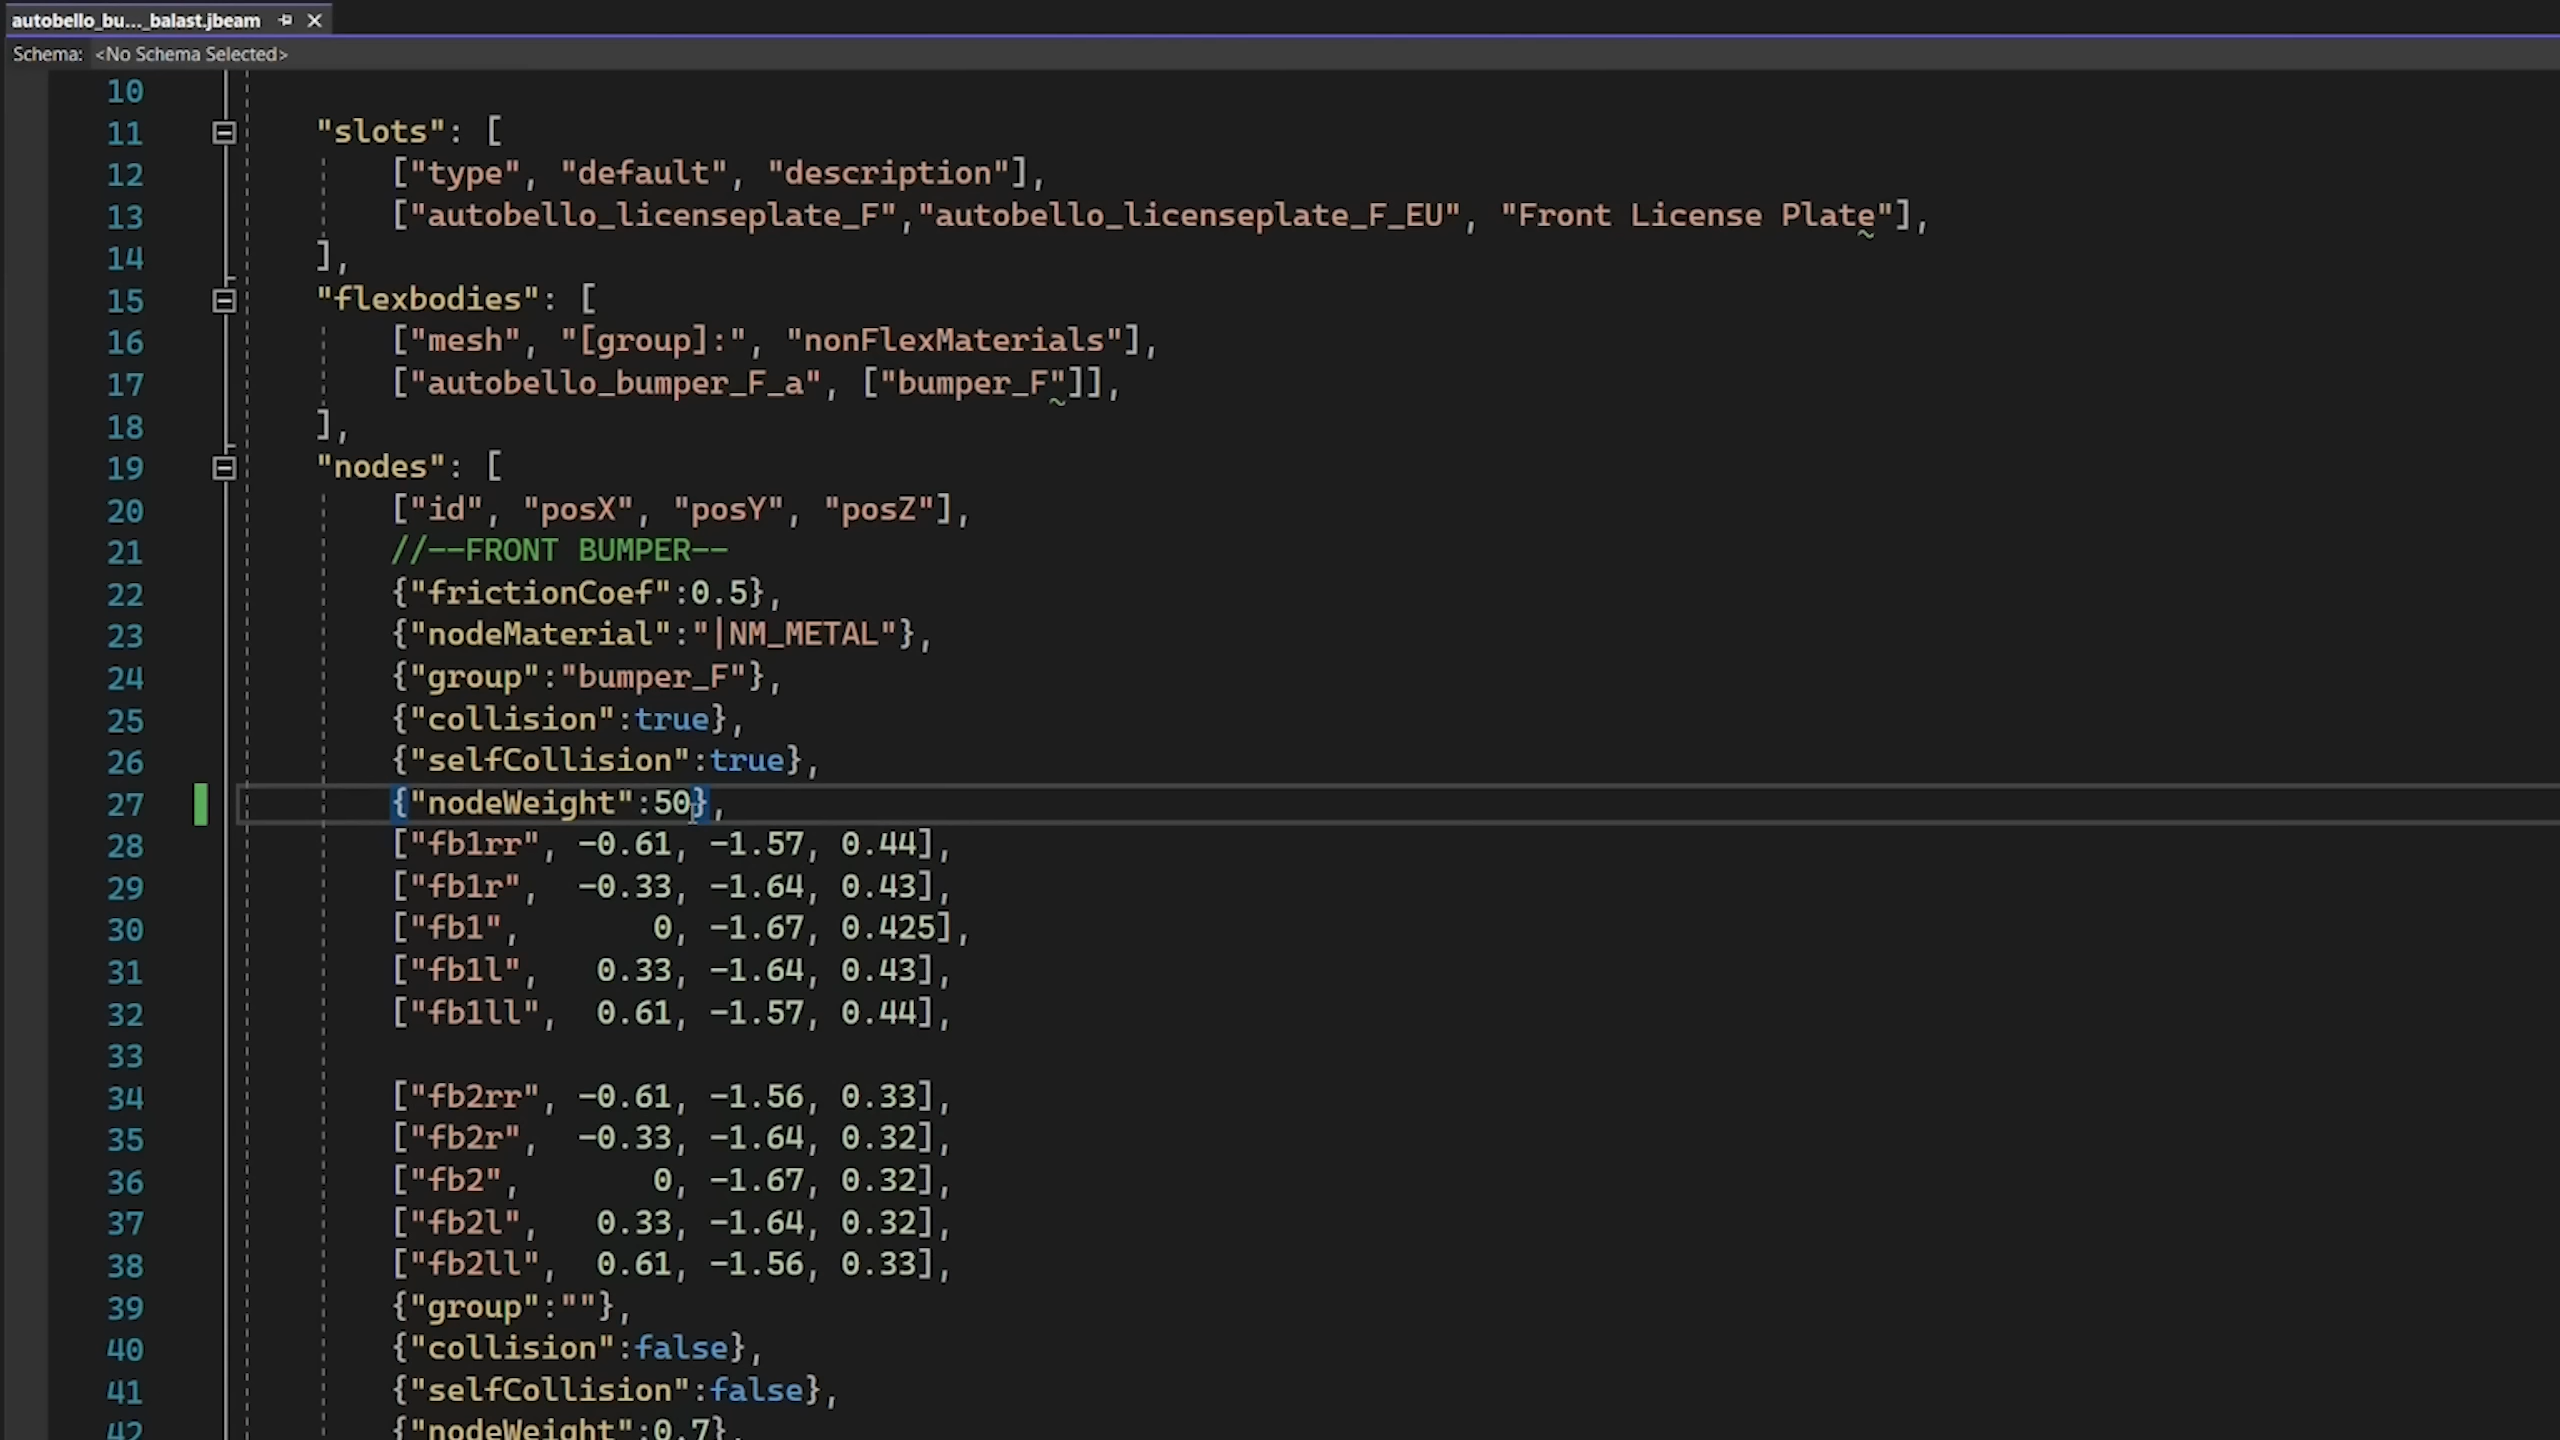 autobello_bu..._balast.jbeam
Schema: <No Schema Selected>
10
11 "slots": [
12 ["type", "default", "description"],
13 ["autobello_licenseplate_F","autobello_licenseplate_F_EU", "Front License Plate"],
14 ],
15 "flexbodies": [
16 ["mesh", "[group]:", "nonFlexMaterials"],
17 ["autobello_bumper_F_a", ["bumper_F"]],
18 ],
19 "nodes": [
20 ["id", "posX", "posY", "posZ"],
21 //--FRONT BUMPER--
22 {"frictionCoef":0.5},
23 {"nodeMaterial":"|NM_METAL"},
24 {"group":"bumper_F"},
25 {"collision":true},
26 {"selfCollision":true},
27 {"nodeWeight":50},
28 ["fb1rr", -0.61, -1.57, 0.44],
29 ["fb1r", -0.33, -1.64, 0.43],
30 ["fb1", 0, -1.67, 0.425],
31 ["fb1l", 0.33, -1.64, 0.43],
32 ["fb1ll", 0.61, -1.57, 0.44],
33
34 ["fb2rr", -0.61, -1.56, 0.33],
35 ["fb2r", -0.33, -1.64, 0.32],
36 ["fb2", 0, -1.67, 0.32],
37 ["fb2l", 0.33, -1.64, 0.32],
38 ["fb2ll", 0.61, -1.56, 0.33],
39 {"group":""},
40 {"collision":false},
41 {"selfCollision":false},
42 {"nodeWeight":0.7},